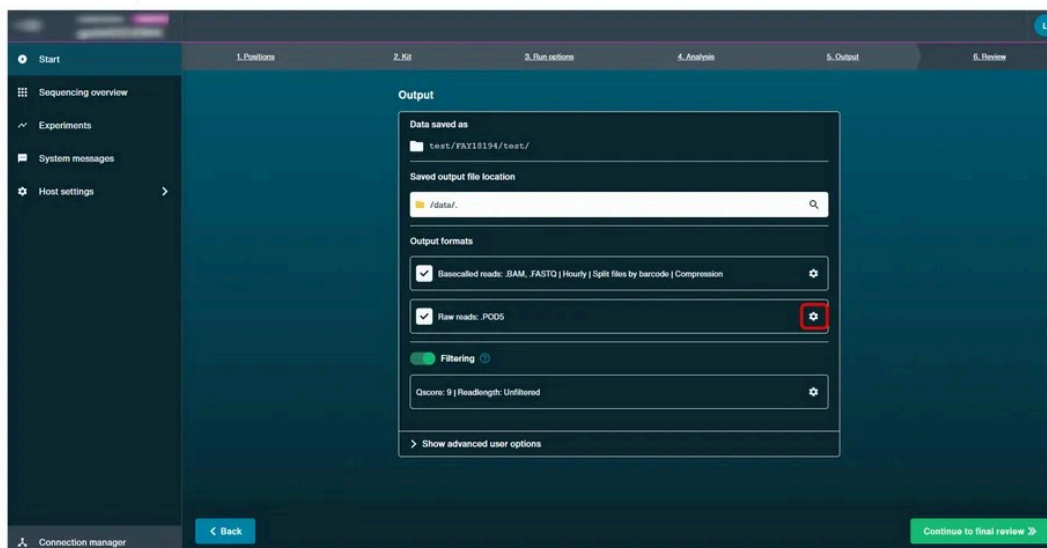 L
Start
1. Positions
2. Kit
3. Run options
4. Analysis
5. Output
6. Review
Sequencing overview
Experiments
System messages
Host settings
Output
Data saved as
test/FAY18194/test/
Saved output file location
/data/.
Output formats
Basecalled reads: .BAM, .FASTQ | Hourly | Split files by barcode | Compression
Raw reads: .POD5
Filtering
Qscore: 9 | Readlength: Unfiltered
Show advanced user options
Back
Continue to final review
Connection manager